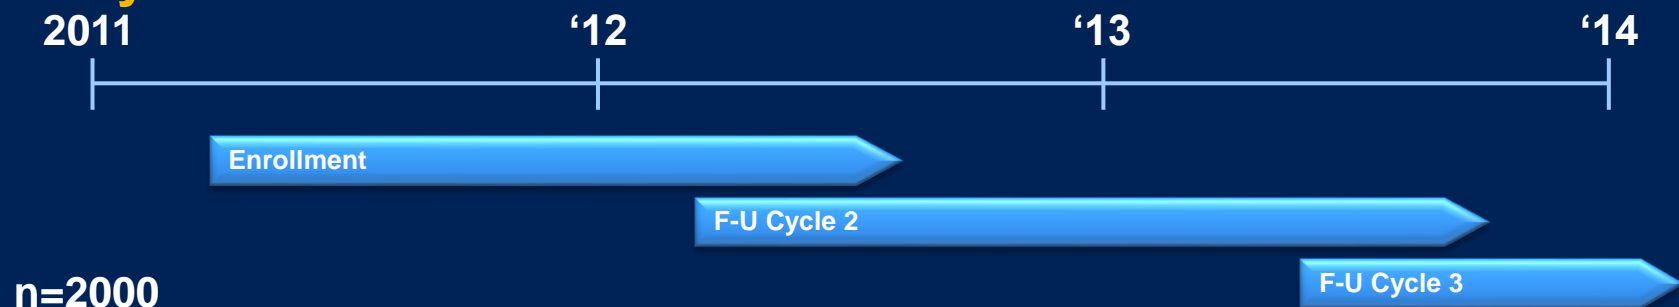 2011 ‘12 ‘13 ‘14
Enrollment
F-U Cycle 2
F-U Cycle 3
n=2000